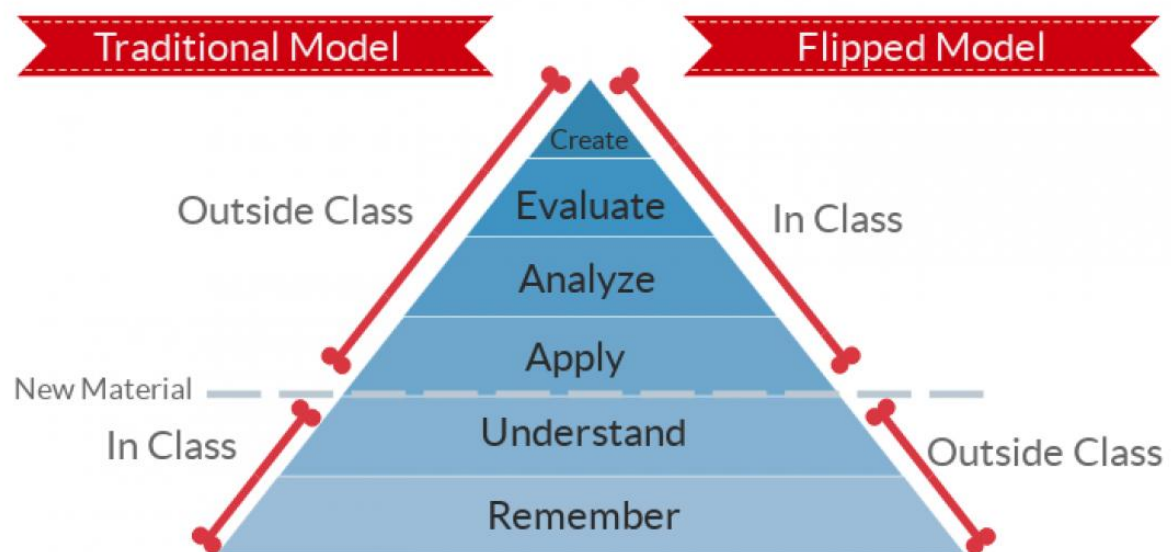 Traditional Model
Flipped Model
Create
Outside Class
Evaluate
In Class
Analyze
Apply
New Material
In Class
Understand
Outside Class
Remember